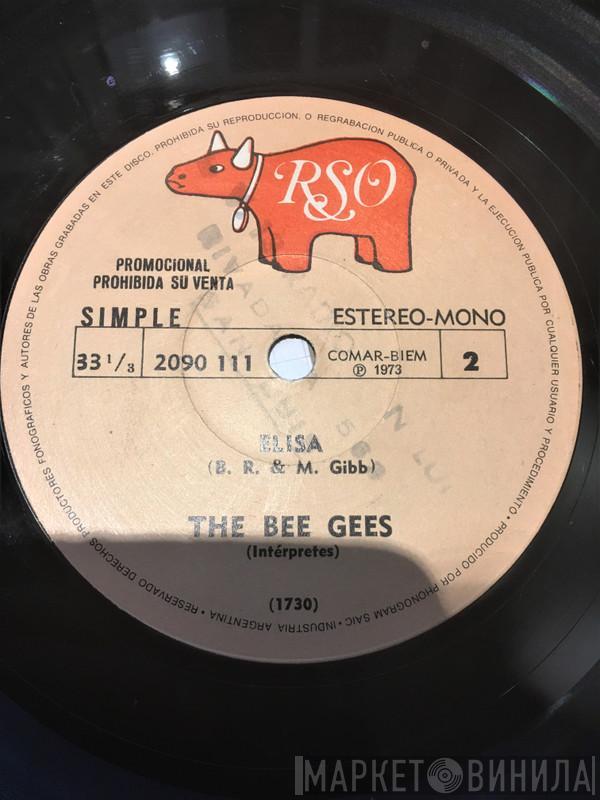 RESERVADO DERECHOS PRODUCTORES FONOGRAFICOS Y AUTORES DE LAS OBRAS GRABADAS EN ESTE DISCO. PROHIBIDA SU REPRODUCCION, O REGRABACION PUBLICA O PRIVADA Y LA EJECUCION PUBLICA POR CUALQUIER USUARIO Y PROCEDIMIENTO • PRODUCIDO POR PHONOGRAM SAIC • INDUSTRIA ARGENTINA •
RSO
PROMOCIONAL
PROHIBIDA SU VENTA
SIMPLE
ESTEREO-MONO
33 1/3
2090 111
COMAR-BIEM
℗ 1973
2
ELISA
(B. R. & M. Gibb)
THE BEE GEES
(Intérpretes)
(1730)
МАРКЕТ ВИНИЛА